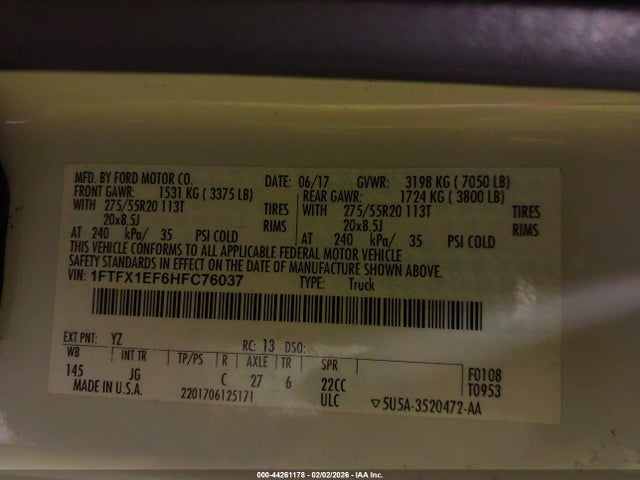 MFD. BY FORD MOTOR CO. DATE: 06/17 GVWR: 3198 KG ( 7050 LB)
FRONT GAWR: 1531 KG ( 3375 LB) REAR GAWR: 1724 KG ( 3800 LB)
WITH 275/55R20 113T TIRES WITH 275/55R20 113T TIRES
20x8.5J RIMS 20x8.5J RIMS
AT 240 kPa/ 35 PSI COLD AT 240 kPa/ 35 PSI COLD
THIS VEHICLE CONFORMS TO ALL APPLICABLE FEDERAL MOTOR VEHICLE
SAFETY STANDARDS IN EFFECT ON THE DATE OF MANUFACTURE SHOWN ABOVE.
VIN: 1FTFX1EF6HFC76037 TYPE: Truck
EXT PNT: YZ RC: 13 DSO:
WB INT TR TP/PS R AXLE TR SPR
145 JG C 27 6 22CC
F0108
T0953
MADE IN U.S.A. 2201706125171 ULC ▽5U5A-3520472-AA
000-44261178 - 02/02/2026 - IAA Inc.